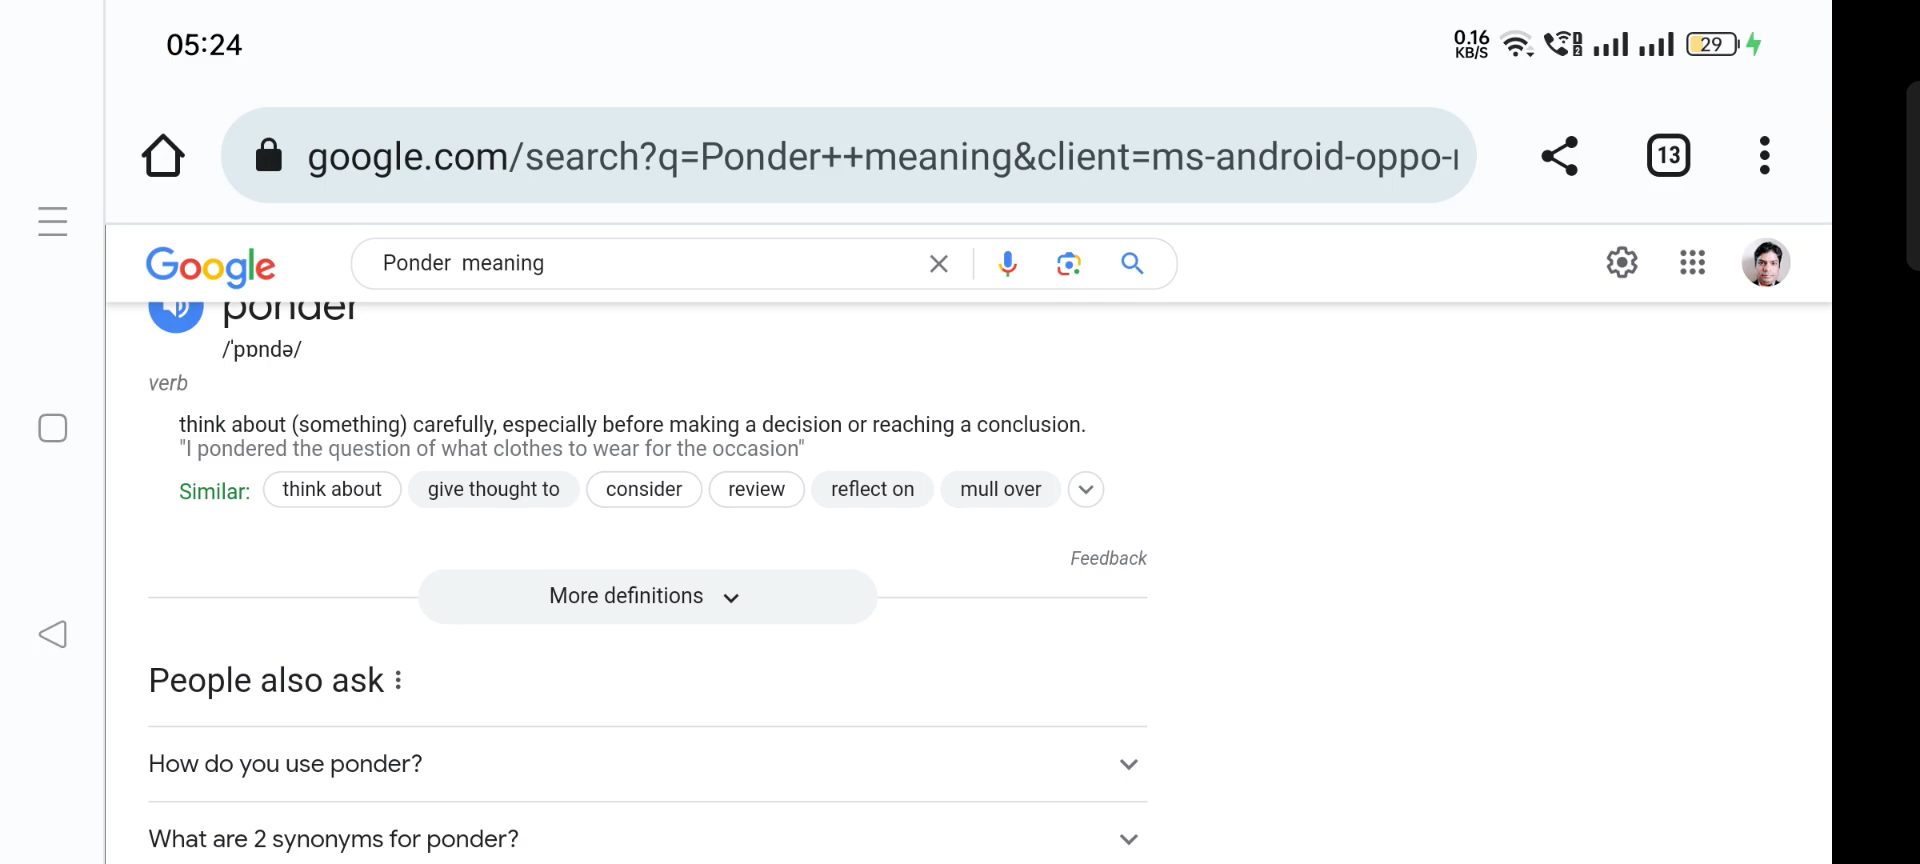 05:24
0.16 KB/S
29
google.com/search?q=Ponder++meaning&client=ms-android-oppo-
13
Google
Ponder  meaning
ponder
/ˈpɒndə/
verb
think about (something) carefully, especially before making a decision or reaching a conclusion.
"I pondered the question of what clothes to wear for the occasion"
Similar: think about give thought to consider review reflect on mull over
Feedback
More definitions
People also ask
How do you use ponder?
What are 2 synonyms for ponder?